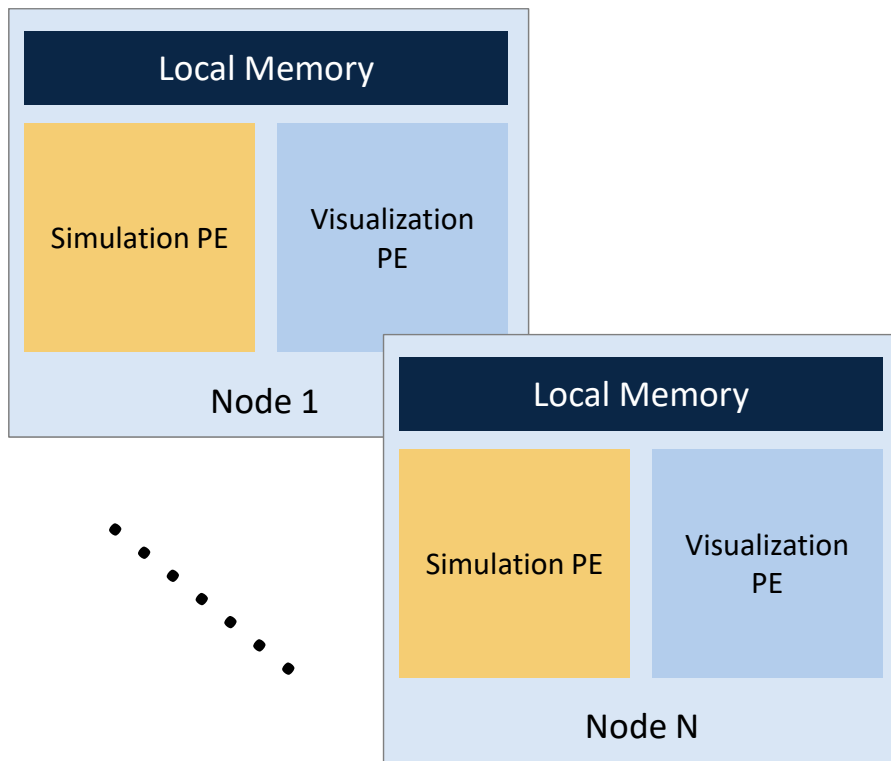 Local Memory
Simulation PE
Visualization
PE
Node 1
Local Memory
Simulation PE
Visualization
PE
Node N